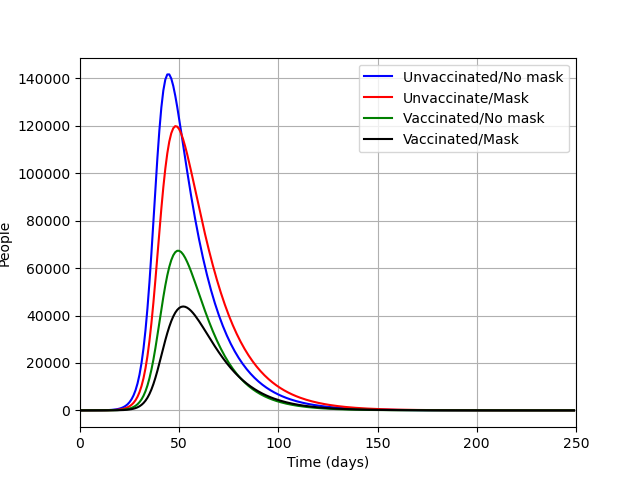 140000
120000
100000
80000
60000
40000
20000
0
People
0 50 100 150 200 250
Time (days)
Unvaccinated/No mask
Unvaccinate/Mask
Vaccinated/No mask
Vaccinated/Mask